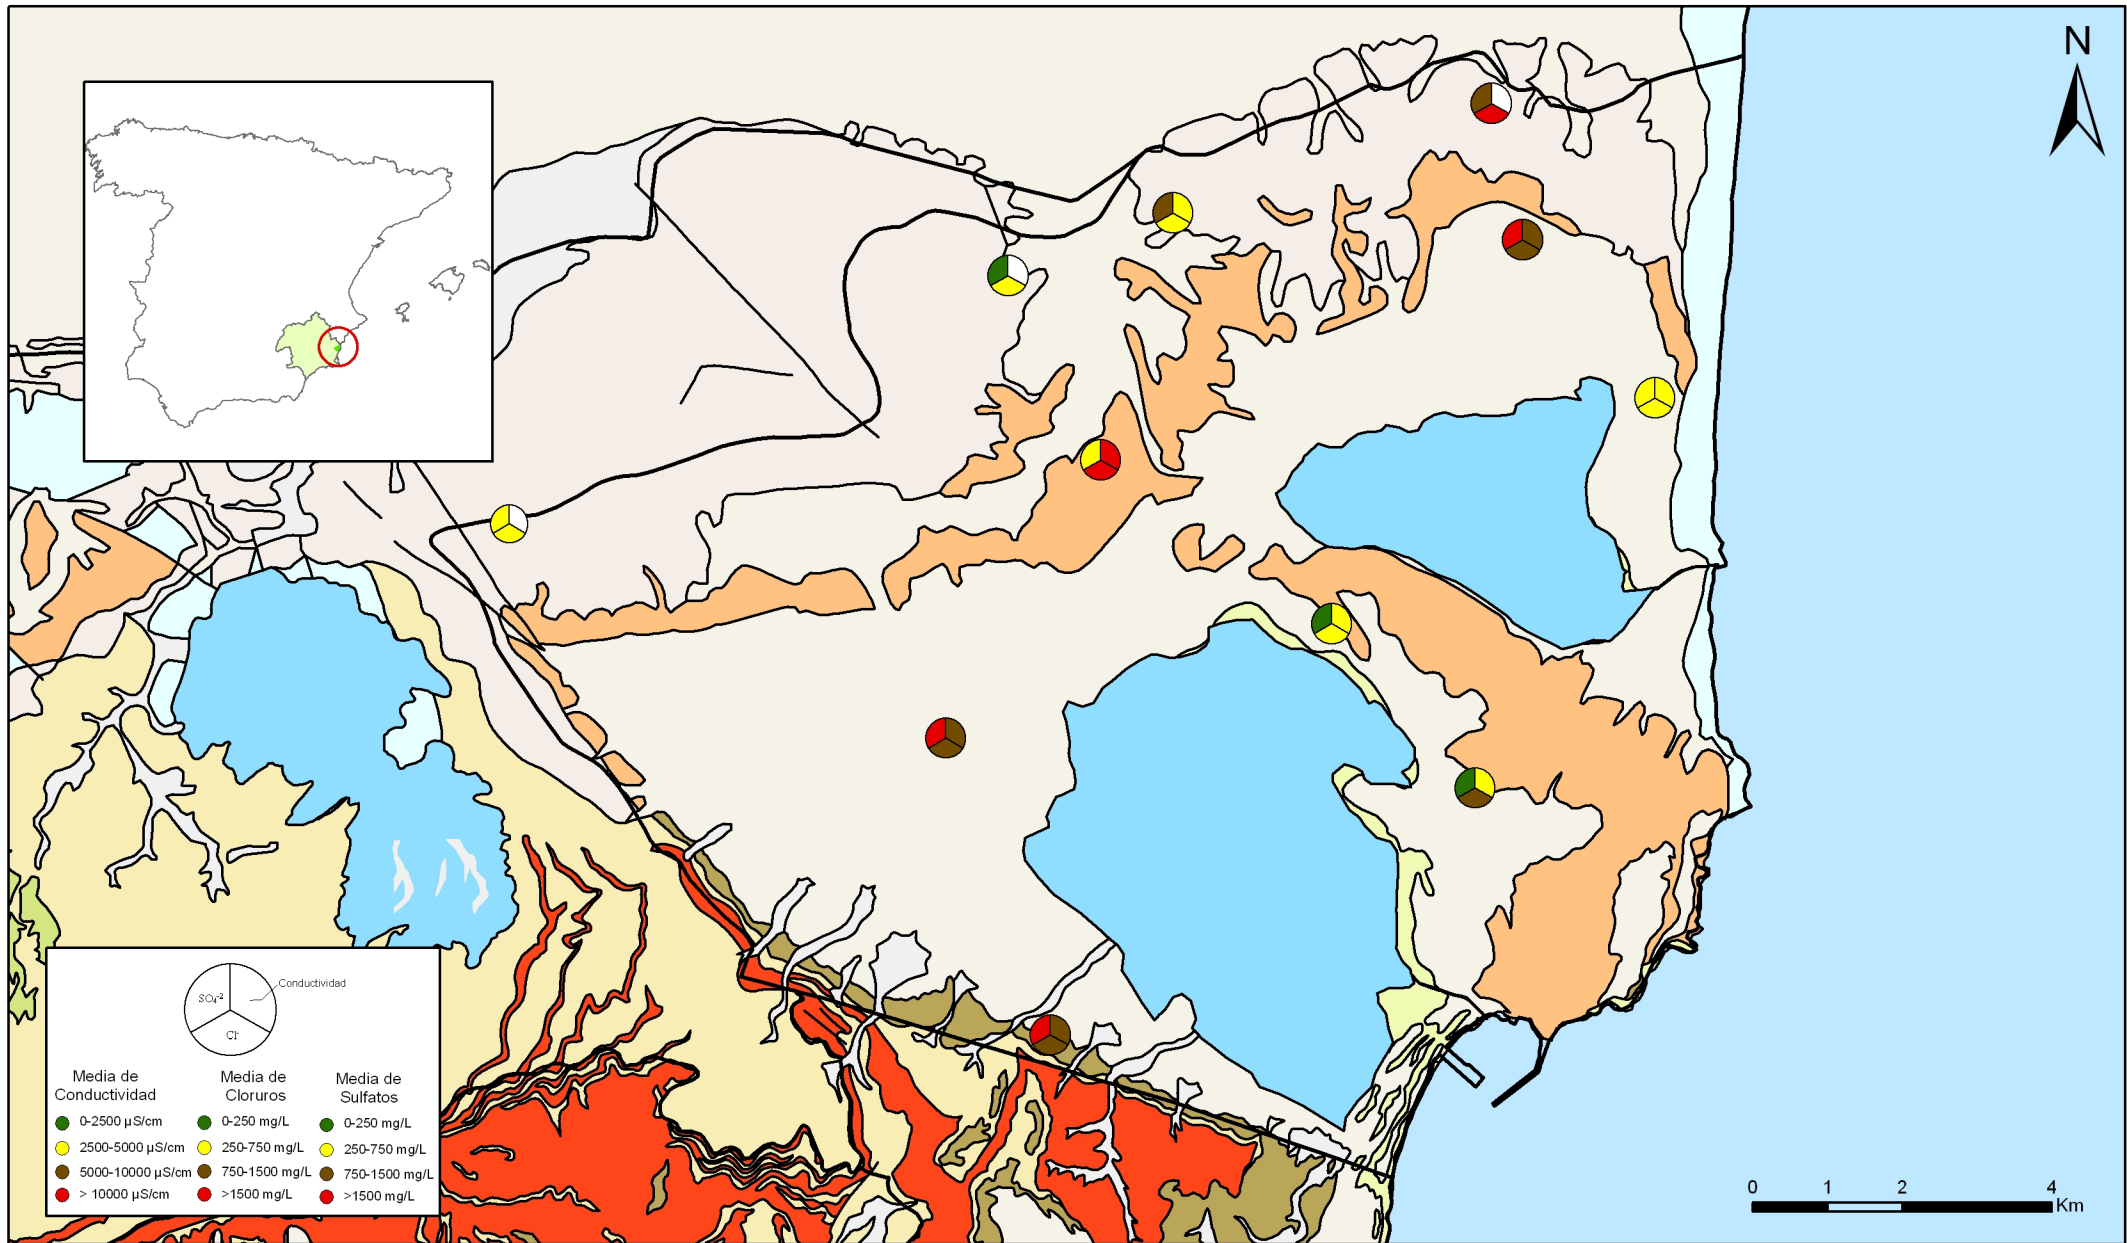 N
SO₄⁻²
Conductividad
Cl⁻
Media de
Conductividad
0-2500 µS/cm
2500-5000 µS/cm
5000-10000 µS/cm
> 10000 µS/cm
Media de
Cloruros
0-250 mg/L
250-750 mg/L
750-1500 mg/L
>1500 mg/L
Media de
Sulfatos
0-250 mg/L
250-750 mg/L
750-1500 mg/L
>1500 mg/L
0 1 2 4
Km